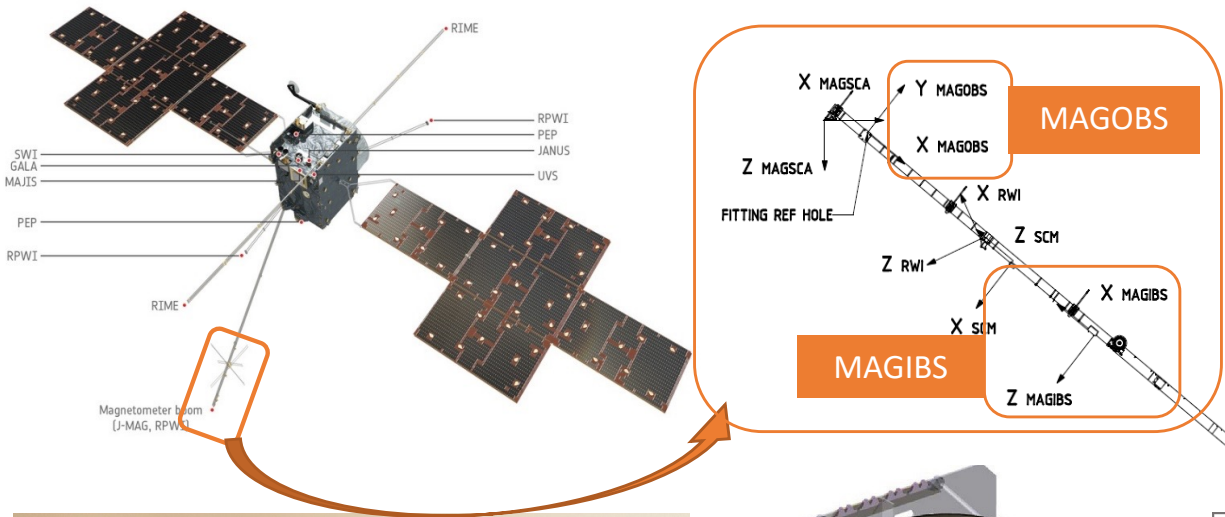 RIME
RPWI
PEP
JANUS
UVS
SWI
GALA
MAJIS
PEP
RPWI
RIME
Magnetometer boom
(J-MAG, RPWI)
X MAGSCA
Y MAGOBS
MAGOBS
X MAGOBS
Z MAGSCA
FITTING REF HOLE
X RWI
Z SCM
Z RWI
X MAGIBS
X SCM
MAGIBS
Z MAGIBS